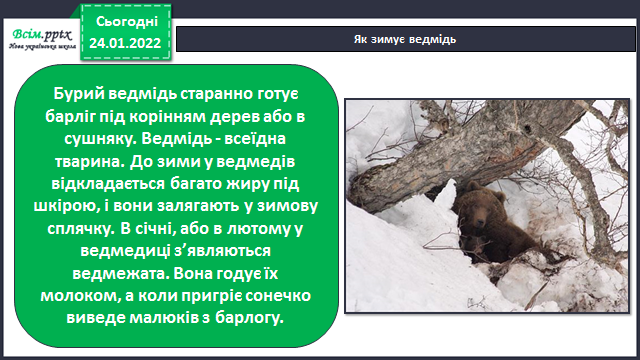 Всім.pptx
Нова українська школа
Сьогодні
24.01.2022
Як зимує ведмідь
Бурий ведмідь старанно готує
барліг під корінням дерев або в
сушняку. Ведмідь - всеїдна
тварина. До зими у ведмедів
відкладається багато жиру під
шкірою, і вони залягають у зимову
сплячку. В січні, або в лютому у
ведмедиці з’являються
ведмежата. Вона годує їх
молоком, а коли пригріє сонечко
виведе малюків з барлогу.